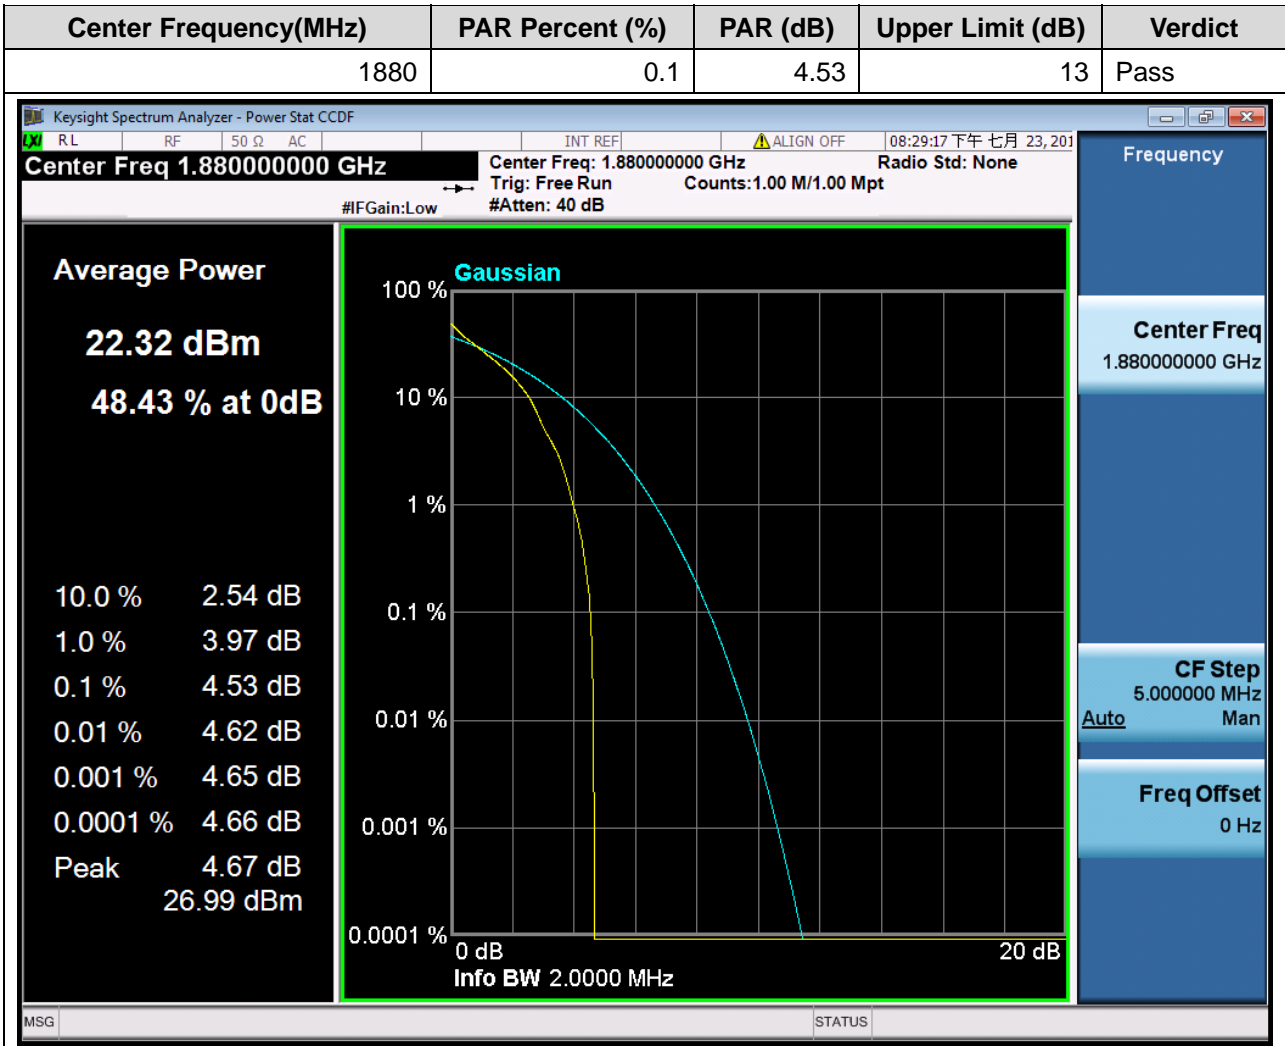 Center Frequency(MHz) PAR Percent (%) PAR (dB) Upper Limit (dB) Verdict
1880 0.1 4.53 13 Pass
Keysight Spectrum Analyzer - Power Stat CCDF
LXI RL RF 50 Ω AC INT REF ALIGN OFF 08:29:17 下午 七月 23, 201
Center Freq 1.880000000 GHz
#IFGain:Low
Center Freq: 1.880000000 GHz Radio Std: None
Trig: Free Run Counts:1.00 M/1.00 Mpt
#Atten: 40 dB
Average Power
22.32 dBm
48.43 % at 0dB
10.0 % 2.54 dB
1.0 % 3.97 dB
0.1 % 4.53 dB
0.01 % 4.62 dB
0.001 % 4.65 dB
0.0001 % 4.66 dB
Peak 4.67 dB
26.99 dBm
Gaussian
100 %
10 %
1 %
0.1 %
0.01 %
0.001 %
0.0001 %
0 dB 20 dB
Info BW 2.0000 MHz
Frequency
Center Freq
1.880000000 GHz
CF Step
5.000000 MHz
Auto Man
Freq Offset
0 Hz
MSG STATUS